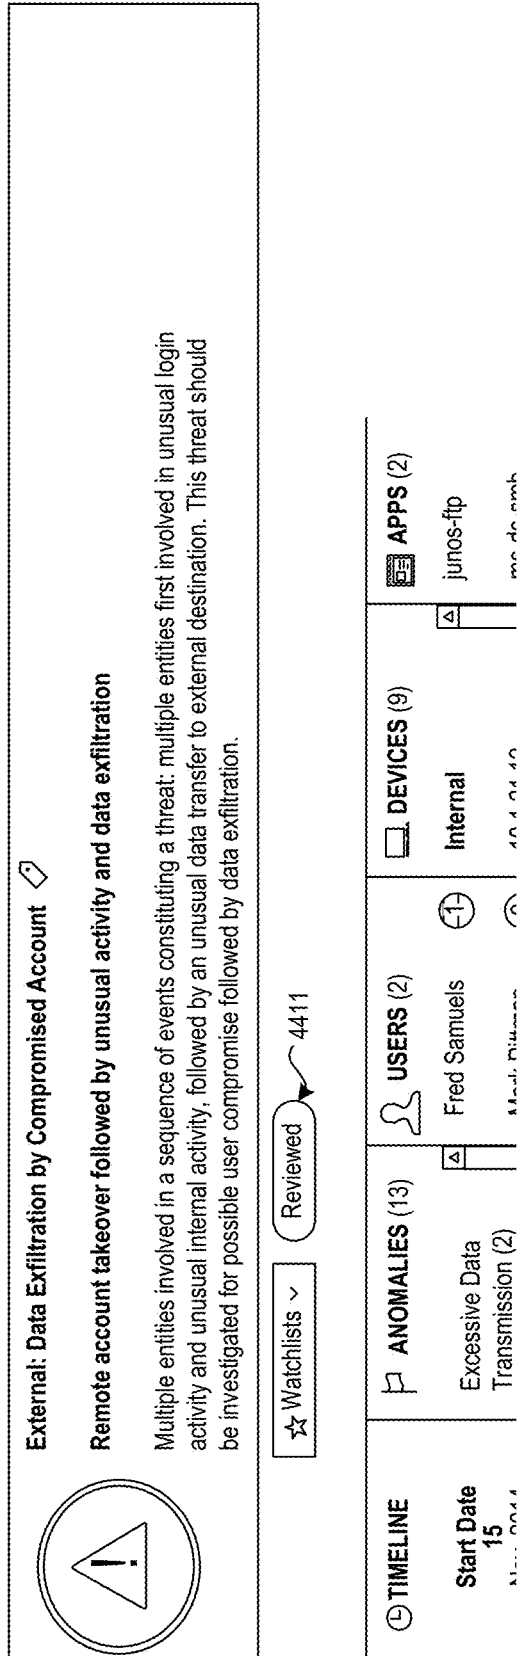 External: Data Exfiltration by Compromised Account
Remote account takeover followed by unusual activity and data exfiltration
Multiple entities involved in a sequence of events constituting a threat: multiple entities first involved in unusual login
activity and unusual internal activity, followed by an unusual data transfer to external destination. This threat should
be investigated for possible user compromise followed by data exfiltration.
Watchlists
Reviewed
4411
TIMELINE
Start Date
15
ANOMALIES (13)
Excessive Data
Transmission (2)
USERS (2)
Fred Samuels
1
DEVICES (9)
Internal
APPS (2)
junos-ftp